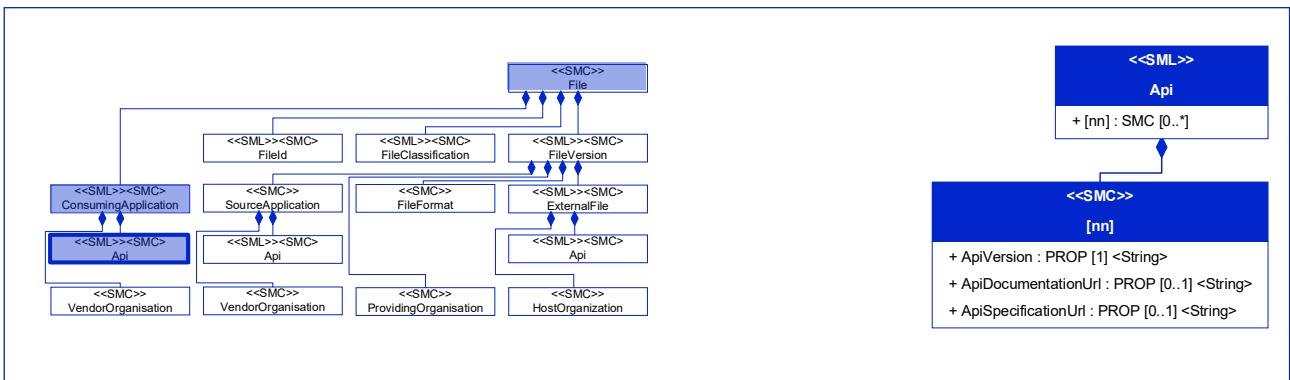 <<SMC>>
File
<<SML>><SMC>
FileId
<<SML>><SMC>
FileClassification
<<SML>><SMC>
FileVersion
<<SML>><SMC>
ConsumingApplication
<<SMC>>
SourceApplication
<<SMC>>
FileFormat
<<SML>><SMC>
ExternalFile
<<SML>><SMC>
Api
<<SML>><SMC>
Api
<<SML>><SMC>
Api
<<SMC>>
VendorOrganisation
<<SMC>>
VendorOrganisation
<<SMC>>
ProvidingOrganisation
<<SMC>>
HostOrganization
<<SML>>
Api
+ [nn] : SMC [0..*]
<<SMC>>
[nn]
+ ApiVersion : PROP [1] <String>
+ ApiDocumentationUrl : PROP [0..1] <String>
+ ApiSpecificationUrl : PROP [0..1] <String>